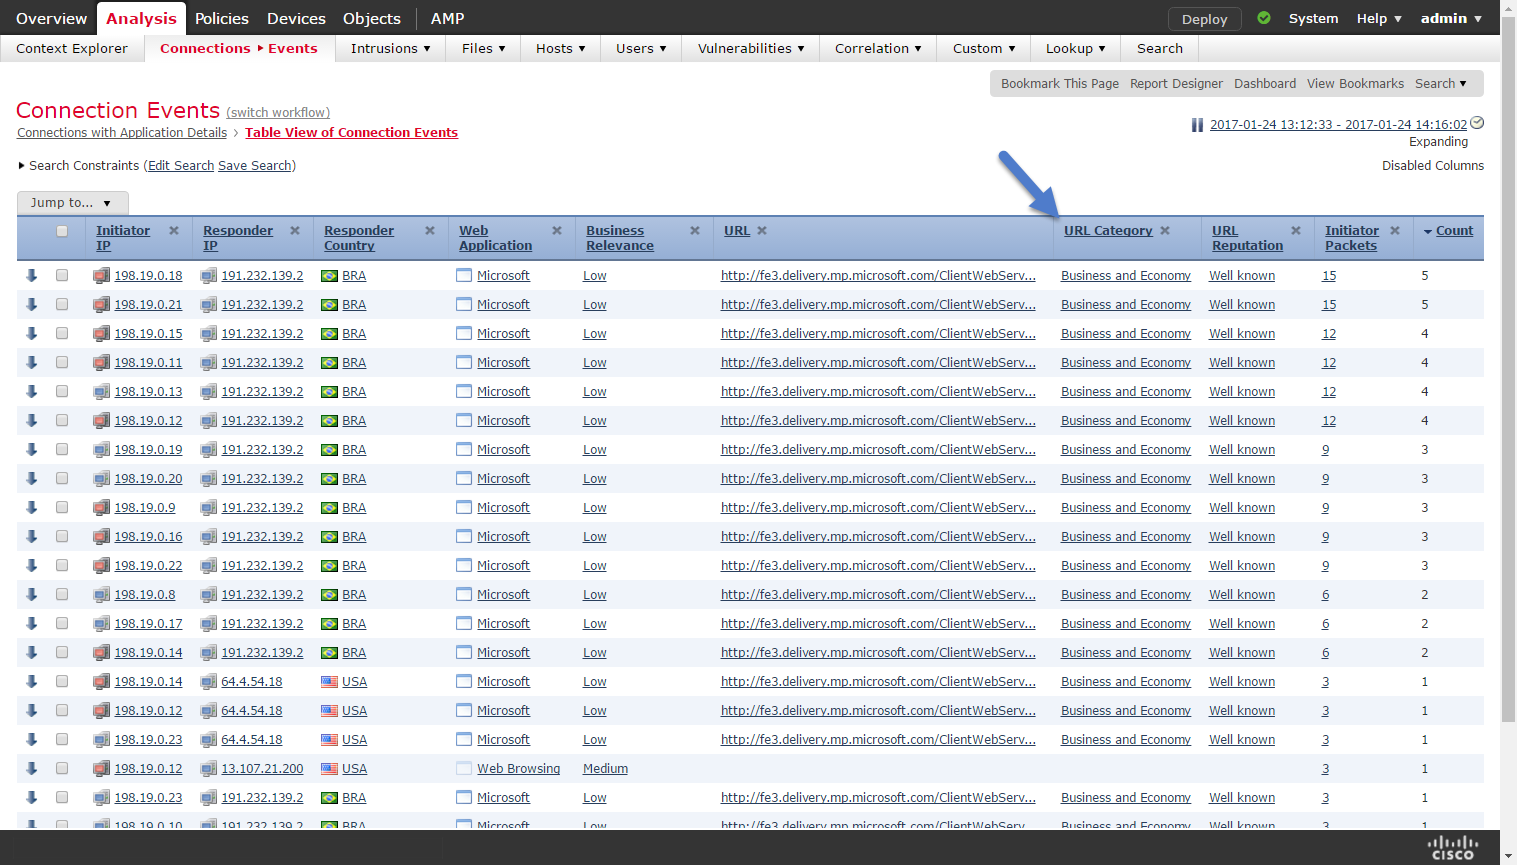 Overview Analysis Policies Devices Objects AMP Deploy System Help ▼ admin ▼
Context Explorer Connections ▸ Events Intrusions ▼ Files ▼ Hosts ▼ Users ▼ Vulnerabilities ▼ Correlation ▼ Custom ▼ Lookup ▼ Search
Bookmark This Page Report Designer Dashboard View Bookmarks Search ▼
Connection Events (switch workflow)
Connections with Application Details > Table View of Connection Events
2017-01-24 13:12:33 - 2017-01-24 14:16:02
Expanding
▸ Search Constraints (Edit Search Save Search)
Disabled Columns
Jump to... ▼
Initiator IP × Responder IP × Responder Country × Web Application × Business Relevance × URL × URL Category × URL Reputation × Initiator Packets × ▼ Count
198.19.0.18 191.232.139.2 BRA Microsoft Low http://fe3.delivery.mp.microsoft.com/ClientWebServ... Business and Economy Well known 15 5
198.19.0.21 191.232.139.2 BRA Microsoft Low http://fe3.delivery.mp.microsoft.com/ClientWebServ... Business and Economy Well known 15 5
198.19.0.15 191.232.139.2 BRA Microsoft Low http://fe3.delivery.mp.microsoft.com/ClientWebServ... Business and Economy Well known 12 4
198.19.0.11 191.232.139.2 BRA Microsoft Low http://fe3.delivery.mp.microsoft.com/ClientWebServ... Business and Economy Well known 12 4
198.19.0.13 191.232.139.2 BRA Microsoft Low http://fe3.delivery.mp.microsoft.com/ClientWebServ... Business and Economy Well known 12 4
198.19.0.12 191.232.139.2 BRA Microsoft Low http://fe3.delivery.mp.microsoft.com/ClientWebServ... Business and Economy Well known 12 4
198.19.0.19 191.232.139.2 BRA Microsoft Low http://fe3.delivery.mp.microsoft.com/ClientWebServ... Business and Economy Well known 9 3
198.19.0.20 191.232.139.2 BRA Microsoft Low http://fe3.delivery.mp.microsoft.com/ClientWebServ... Business and Economy Well known 9 3
198.19.0.9 191.232.139.2 BRA Microsoft Low http://fe3.delivery.mp.microsoft.com/ClientWebServ... Business and Economy Well known 9 3
198.19.0.16 191.232.139.2 BRA Microsoft Low http://fe3.delivery.mp.microsoft.com/ClientWebServ... Business and Economy Well known 9 3
198.19.0.22 191.232.139.2 BRA Microsoft Low http://fe3.delivery.mp.microsoft.com/ClientWebServ... Business and Economy Well known 9 3
198.19.0.8 191.232.139.2 BRA Microsoft Low http://fe3.delivery.mp.microsoft.com/ClientWebServ... Business and Economy Well known 6 2
198.19.0.17 191.232.139.2 BRA Microsoft Low http://fe3.delivery.mp.microsoft.com/ClientWebServ... Business and Economy Well known 6 2
198.19.0.14 191.232.139.2 BRA Microsoft Low http://fe3.delivery.mp.microsoft.com/ClientWebServ... Business and Economy Well known 6 2
198.19.0.14 64.4.54.18 USA Microsoft Low http://fe3.delivery.mp.microsoft.com/ClientWebServ... Business and Economy Well known 3 1
198.19.0.12 64.4.54.18 USA Microsoft Low http://fe3.delivery.mp.microsoft.com/ClientWebServ... Business and Economy Well known 3 1
198.19.0.23 64.4.54.18 USA Microsoft Low http://fe3.delivery.mp.microsoft.com/ClientWebServ... Business and Economy Well known 3 1
198.19.0.12 13.107.21.200 USA Web Browsing Medium 3 1
198.19.0.23 191.232.139.2 BRA Microsoft Low http://fe3.delivery.mp.microsoft.com/ClientWebServ... Business and Economy Well known 3 1
198.19.0.10 191.232.139.2 BRA Microsoft Low http://fe3.delivery.mp.microsoft.com/ClientWebServ... Business and Economy Well known 3 1
CISCO